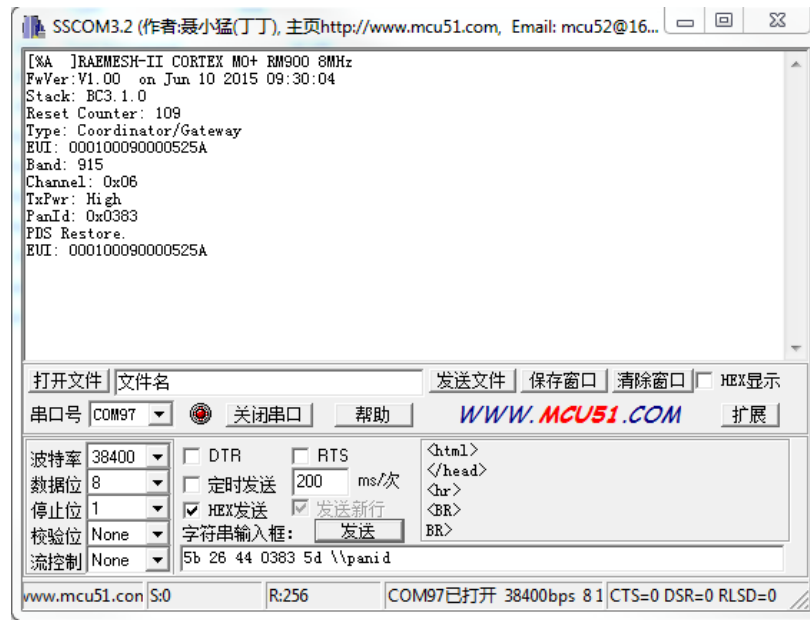 SSCOM3.2 (作者:聂小猛(丁丁), 主页http://www.mcu51.com,  Email: mcu52@16...
[%A  ]RAEMESH-II CORTEX M0+ RM900 8MHz
FwVer:V1.00  on Jun 10 2015 09:30:04
Stack: BC3.1.0
Reset Counter: 109
Type: Coordinator/Gateway
EUI: 000100090000525A
Band: 915
Channel: 0x06
TxPwr: High
PanId: 0x0383
PDS Restore.
EUI: 000100090000525A
打开文件 文件名 发送文件 保存窗口 清除窗口 HEX显示
串口号 COM97 关闭串口 帮助 WWW.MCU51.COM 扩展
波特率 38400 DTR RTS
数据位 8 定时发送 200 ms/次
停止位 1 HEX发送 发送新行
校验位 None 字符串输入框: 发送
流控制 None 5b 26 44 0383 5d \\panid
<html>
</head>
<hr>
<BR>
BR>
www.mcu51.con S:0 R:256 COM97已打开 38400bps 8 1 CTS=0 DSR=0 RLSD=0